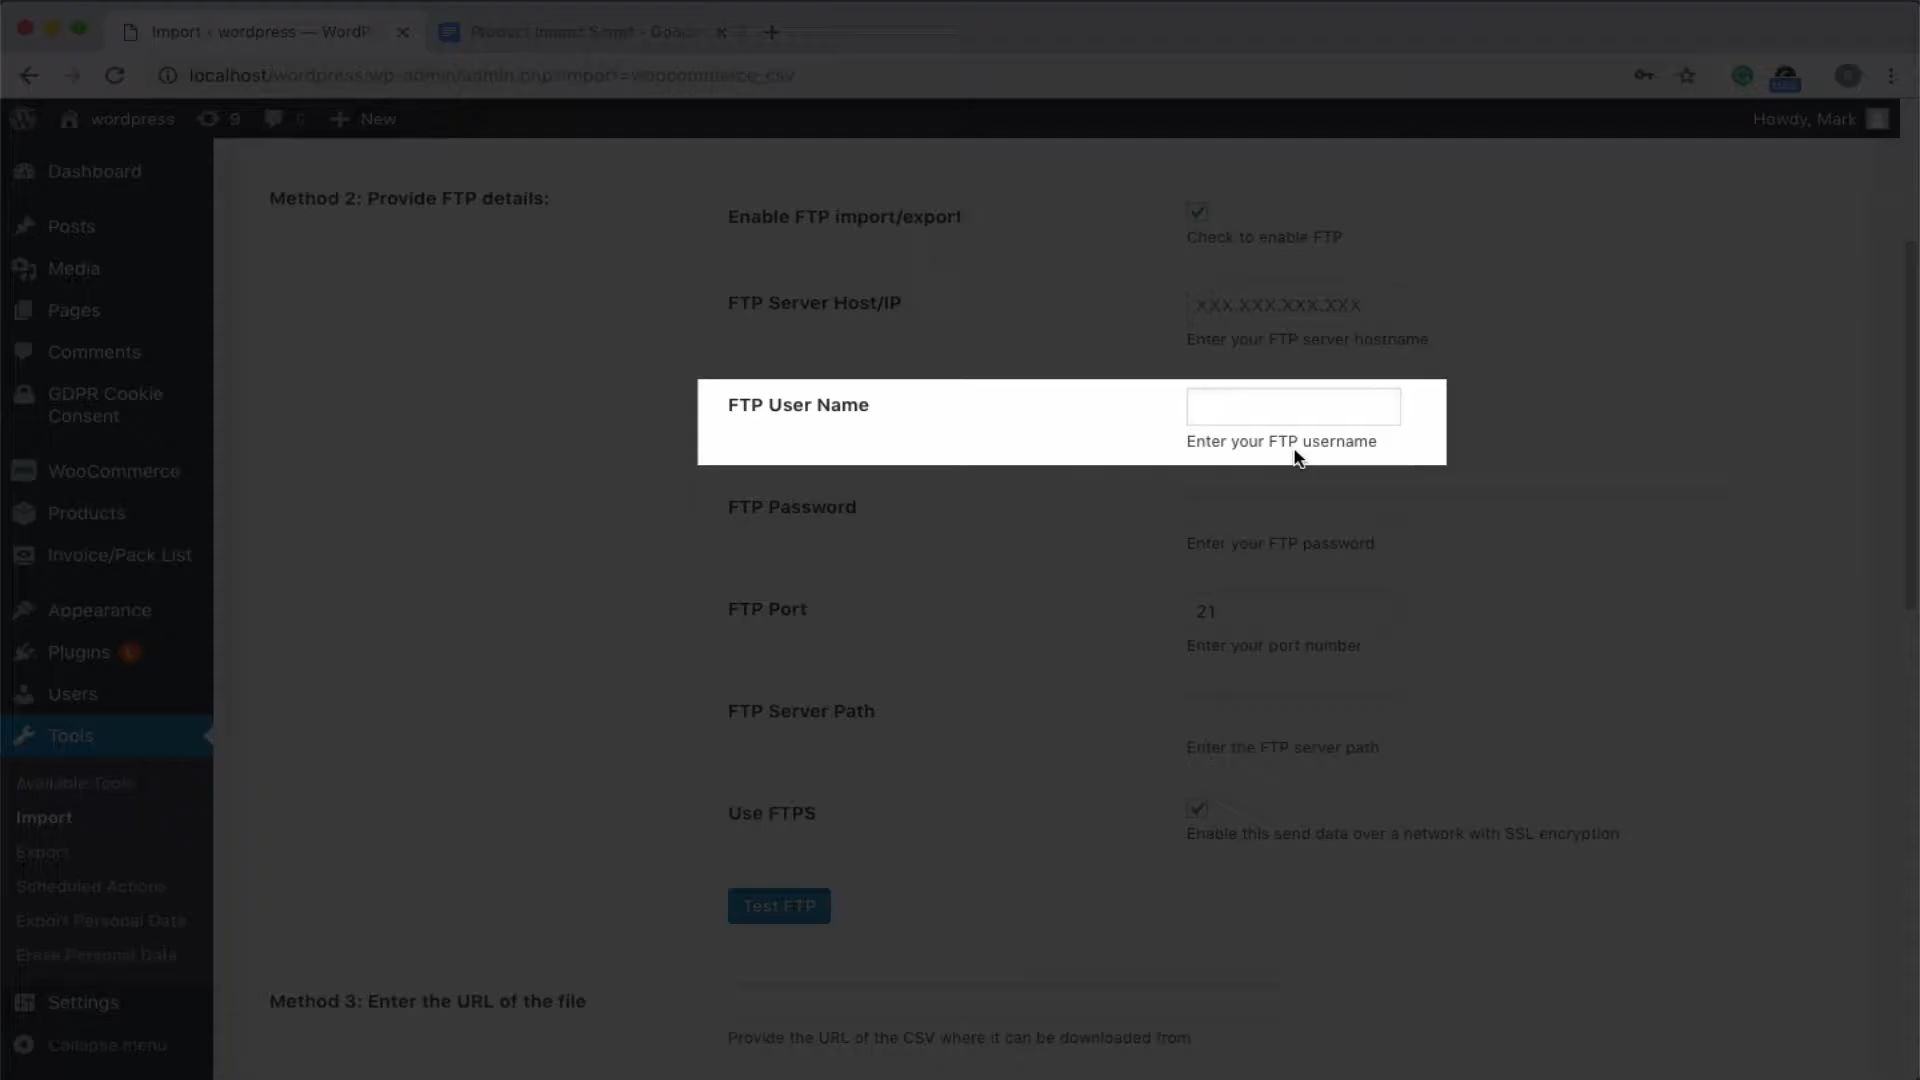 Import ‹ wordpress — WordP
Product Import Script - Goog
localhost/wordpress/wp-admin/admin.php?import=woocommerce_csv
wordpress
9
0
New
Howdy, Mark
Dashboard
Posts
Media
Pages
Comments
GDPR Cookie
Consent
WooCommerce
Products
Invoice/Pack List
Appearance
Plugins
Users
Tools
Available Tools
Import
Export
Scheduled Actions
Export Personal Data
Erase Personal Data
Settings
Collapse menu
Method 2: Provide FTP details:
Enable FTP import/export
Check to enable FTP
FTP Server Host/IP
XXX.XXX.XXX.XXX
Enter your FTP server hostname
FTP User Name
Enter your FTP username
FTP Password
Enter your FTP password
FTP Port
21
Enter your port number
FTP Server Path
Enter the FTP server path
Use FTPS
Enable this send data over a network with SSL encryption
Test FTP
Method 3: Enter the URL of the file
Provide the URL of the CSV where it can be downloaded from